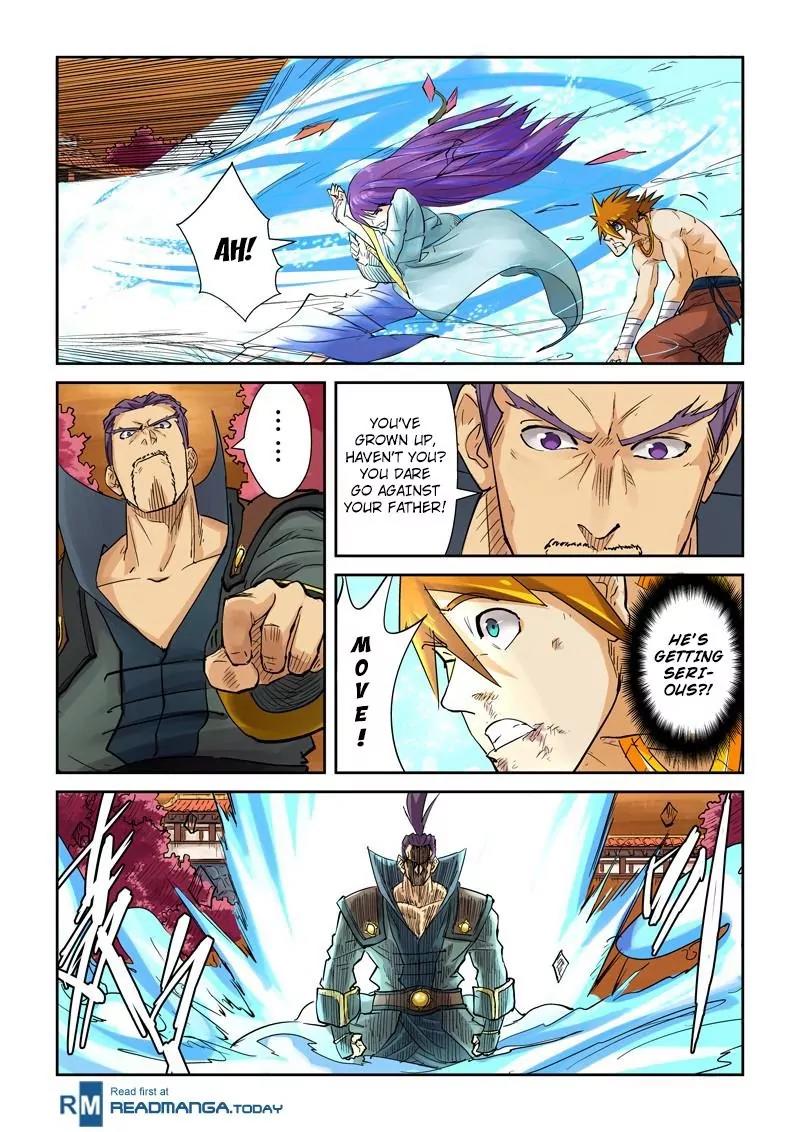 AH!
. . . . . .
YOU'VE
GROWN UP,
HAVEN'T YOU?
YOU DARE
GO AGAINST
YOUR FATHER!
MOVE!
HE'S
GETTING
SERI-
OUS?!
RM
Read first at
READMANGA.TODAY